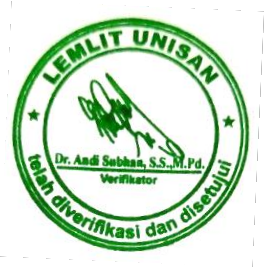 LEMLIT UNISAN
Dr. Andi Subhan, S.S.,M.Pd.
Verifikator
telah diverifikasi dan disetujui